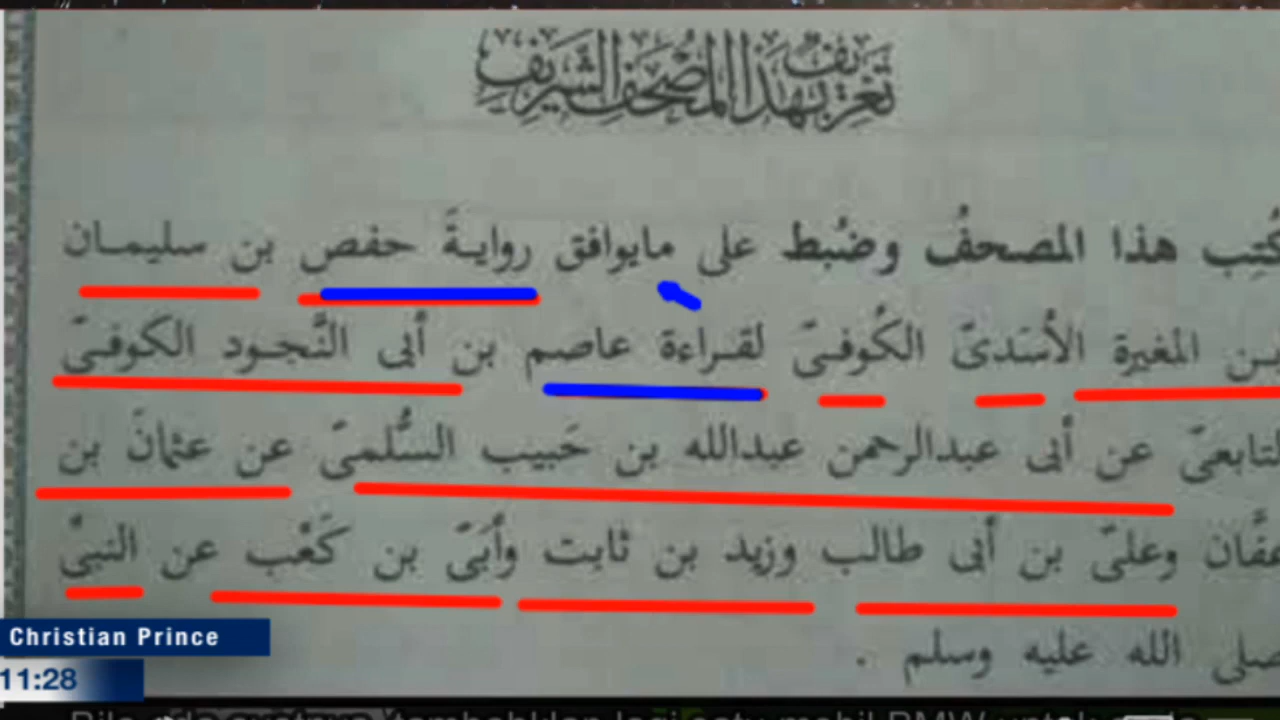 تعريف بهذا المصحف الشريف
كُتِب هذا المصحفُ وضُبط على مايوافق روايةَ حفص بن سليمان
بن المغيرة الأسَدىّ الكُوفىّ لقراءة عاصم بن أبى النَّجود الكوفىّ
لتابعىّ عن أبى عبدالرحمن عبدالله بن حَبيب السُّلمىّ عن عثمانَ بن
عفَّان وعلىّ بن أبى طالب وزيد بن ثابت وأُبَىّ بن كَعْب عن النبىّ
صلى الله عليه وسلم .
Christian Prince
11:28